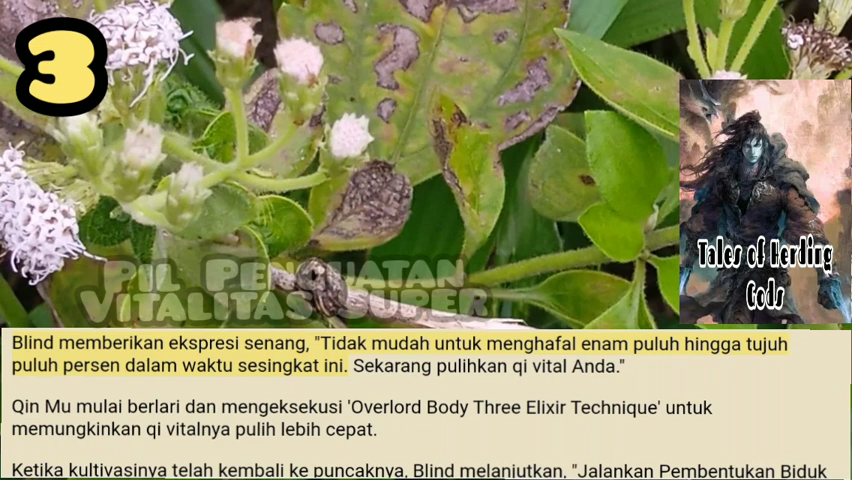 3
Tales of Herding
Gods
Pil Penguatan
Vitalitas Super
Blind memberikan ekspresi senang, "Tidak mudah untuk menghafal enam puluh hingga tujuh
puluh persen dalam waktu sesingkat ini. Sekarang pulihkan qi vital Anda."
Qin Mu mulai berlari dan mengeksekusi 'Overlord Body Three Elixir Technique' untuk
memungkinkan qi vitalnya pulih lebih cepat.
Ketika kultivasinya telah kembali ke puncaknya, Blind melanjutkan, "Jalankan Pembentukan Biduk